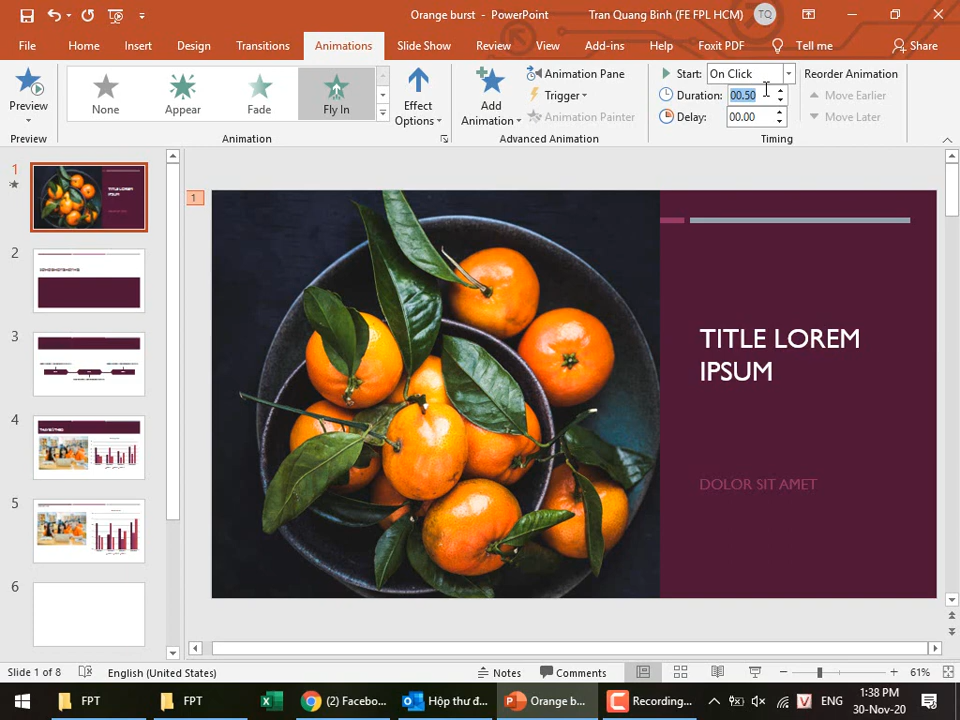 Orange burst - PowerPoint
Tran Quang Binh (FE FPL HCM)
TQ
File
Home
Insert
Design
Transitions
Animations
Slide Show
Review
View
Add-ins
Help
Foxit PDF
Tell me
Share
Preview
None
Appear
Fade
Fly In
Effect
Options
Add
Animation
Animation Pane
Trigger
Animation Painter
Start:
On Click
Duration:
00.50
Delay:
00.00
Reorder Animation
Move Earlier
Move Later
Preview
Animation
Advanced Animation
Timing
1
TITLE LOREM
IPSUM
2
3
4
5
6
1
TITLE LOREM
IPSUM
DOLOR SIT AMET
Slide 1 of 8
English (United States)
Notes
Comments
61%
FPT
FPT
(2) Facebo...
Hộp thư đ...
Orange b...
Recording...
ENG
1:38 PM
30-Nov-20